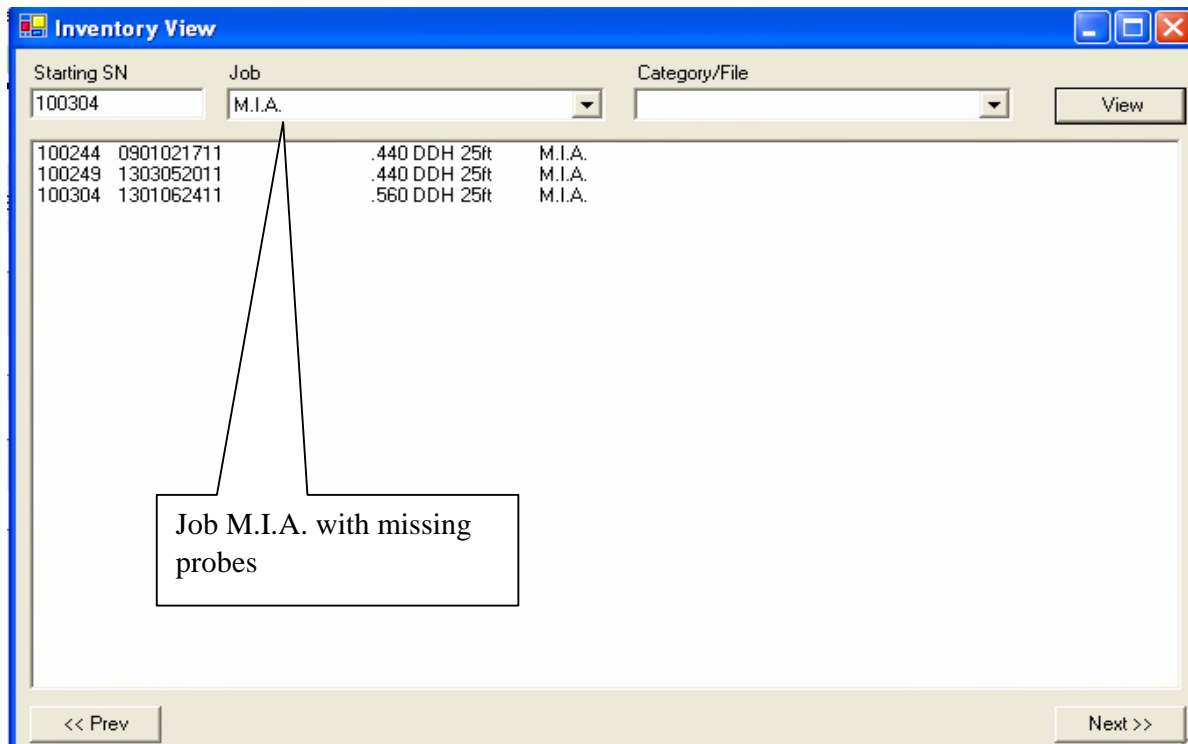 Inventory View
Starting SN Job Category/File
100304 M.I.A. View
100244 0901021711 .440 DDH 25ft M.I.A.
100249 1303052011 .440 DDH 25ft M.I.A.
100304 1301062411 .560 DDH 25ft M.I.A.
Job M.I.A. with missing
probes
<< Prev Next >>